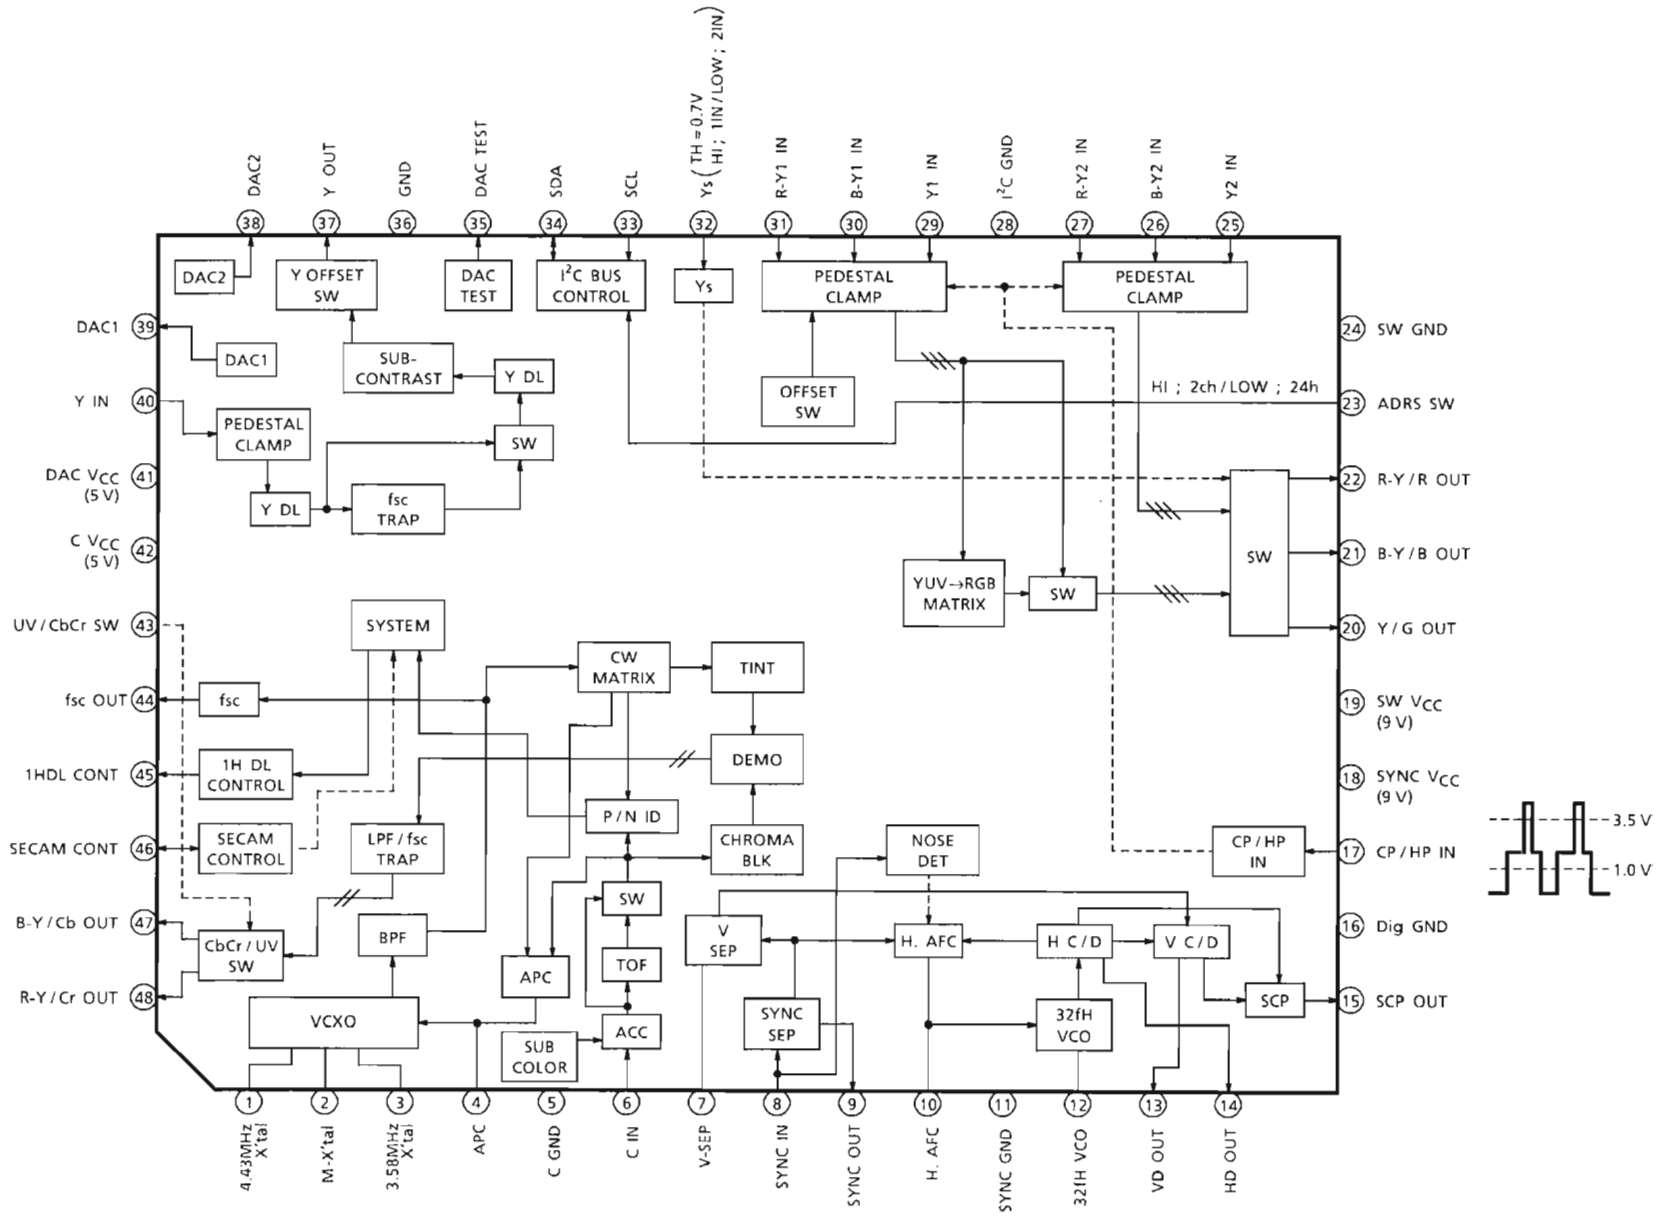 Ys ( TH = 0.7V
HI ; 1IN/LOW ; 2IN )
DAC2
Y OUT
GND
DAC TEST
SDA
SCL
R-Y1 IN
B-Y1 IN
Y1 IN
I²C GND
R-Y2 IN
B-Y2 IN
Y2 IN
38
37
36
35
34
33
32
31
30
29
28
27
26
25
DAC2
Y OFFSET
SW
DAC
TEST
I²C BUS
CONTROL
Ys
PEDESTAL
CLAMP
PEDESTAL
CLAMP
DAC1 39
DAC1
SUB-
CONTRAST
Y DL
OFFSET
SW
24 SW GND
HI ; 2ch/LOW ; 24h
23 ADRS SW
Y IN 40
PEDESTAL
CLAMP
SW
DAC VCC 41
(5 V)
Y DL
fsc
TRAP
22 R-Y/R OUT
C VCC 42
(5 V)
SW
21 B-Y/B OUT
YUV→RGB
MATRIX
SW
UV/CbCr SW 43
SYSTEM
20 Y/G OUT
CW
MATRIX
TINT
fsc OUT 44
fsc
19 SW VCC
(9 V)
1HDL CONT 45
1H DL
CONTROL
DEMO
18 SYNC VCC
(9 V)
P/N ID
3.5 V
SECAM CONT 46
SECAM
CONTROL
LPF/fsc
TRAP
CHROMA
BLK
NOSE
DET
CP/HP
IN
17 CP/HP IN
1.0 V
B-Y/Cb OUT 47
CbCr/UV
SW
BPF
SW
V
SEP
H. AFC
H C/D
V C/D
16 Dig GND
APC
TOF
R-Y/Cr OUT 48
VCXO
SUB
COLOR
ACC
SYNC
SEP
32fH
VCO
SCP
15 SCP OUT
1
2
3
4
5
6
7
8
9
10
11
12
13
14
4.43MHz
X'tal
M-X'tal
3.58MHz
X'tal
APC
C GND
C IN
V-SEP
SYNC IN
SYNC OUT
H. AFC
SYNC GND
32fH VCO
VD OUT
HD OUT